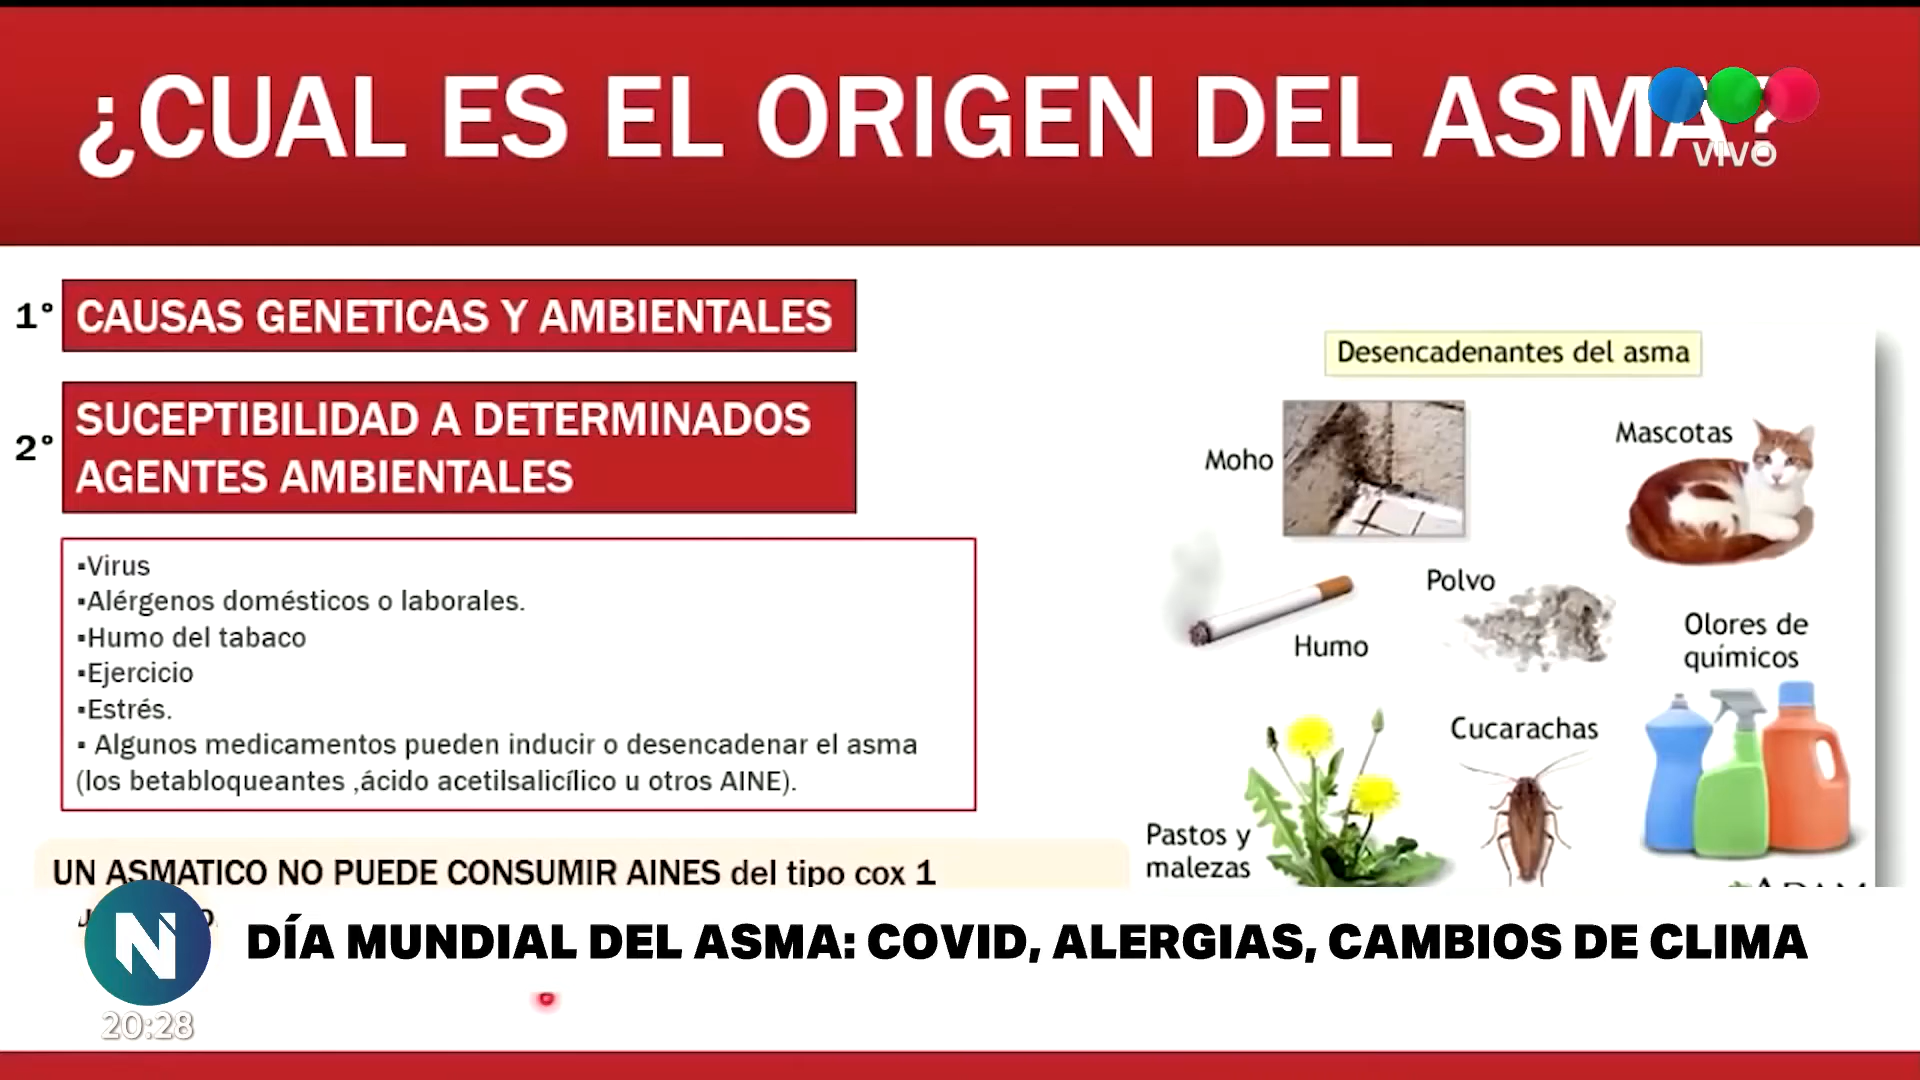 ¿CUAL ES EL ORIGEN DEL ASMA?
VIVO
1° CAUSAS GENETICAS Y AMBIENTALES
2° SUCEPTIBILIDAD A DETERMINADOS
AGENTES AMBIENTALES
▪Virus
▪Alérgenos domésticos o laborales.
▪Humo del tabaco
▪Ejercicio
▪Estrés.
▪ Algunos medicamentos pueden inducir o desencadenar el asma
(los betabloqueantes ,ácido acetilsalicílico u otros AINE).
UN ASMATICO NO PUEDE CONSUMIR AINES del tipo cox 1
Desencadenantes del asma
Moho
Mascotas
Polvo
Humo
Olores de
químicos
Cucarachas
Pastos y
malezas
N
DÍA MUNDIAL DEL ASMA: COVID, ALERGIAS, CAMBIOS DE CLIMA
20:28